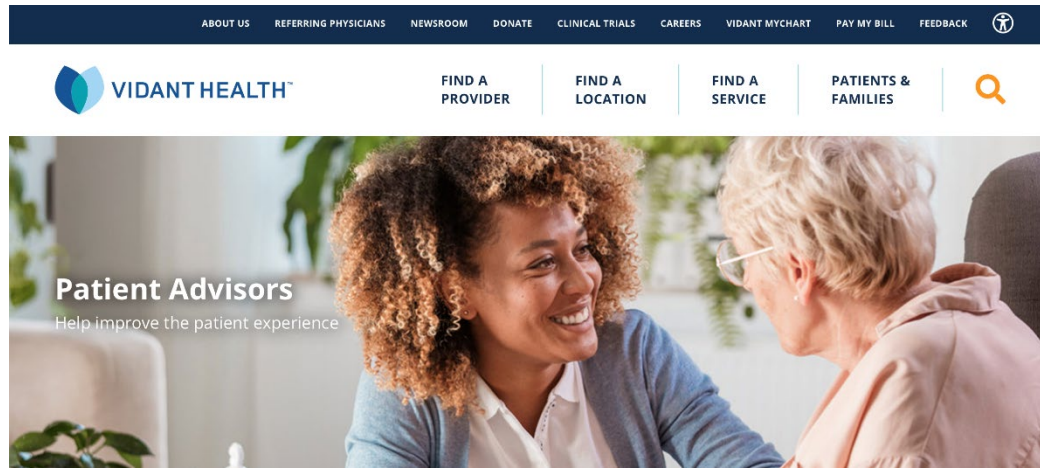 ABOUT US REFERRING PHYSICIANS NEWSROOM DONATE CLINICAL TRIALS CAREERS VIDANT MYCHART PAY MY BILL FEEDBACK
VIDANT HEALTH™
FIND A
PROVIDER
FIND A
LOCATION
FIND A
SERVICE
PATIENTS &
FAMILIES
Patient Advisors
Help improve the patient experience